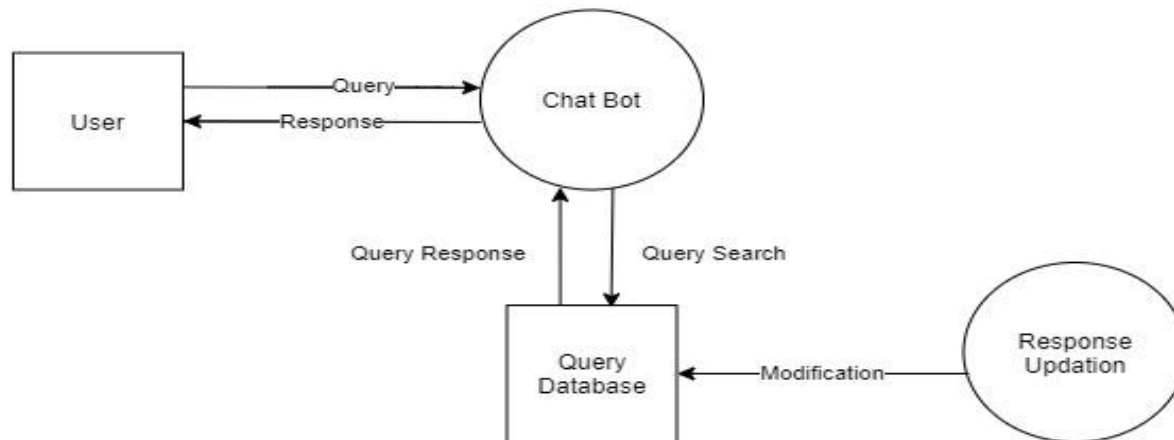 Query
Chat Bot
User
Response
Query Response
Query Search
Query
Database
Modification
Response
Updation